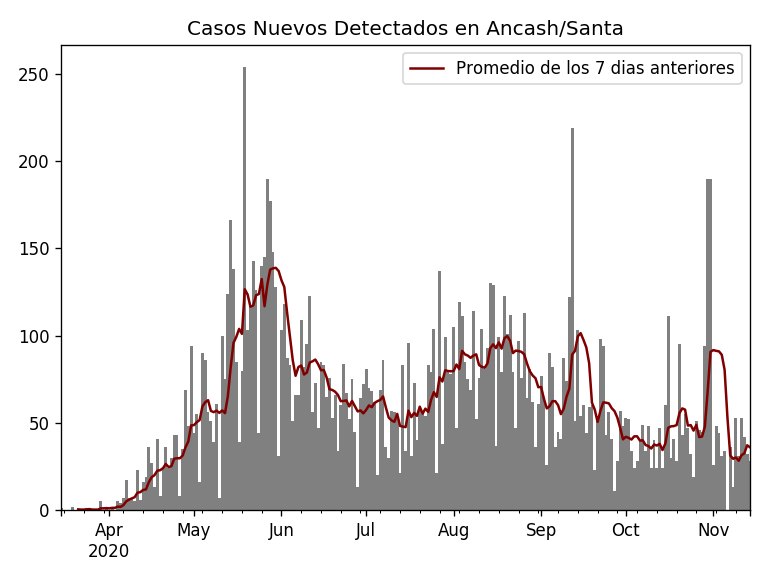 Casos Nuevos Detectados en Ancash/Santa
Promedio de los 7 dias anteriores
250
200
150
100
50
0
Apr May Jun Jul Aug Sep Oct Nov
2020